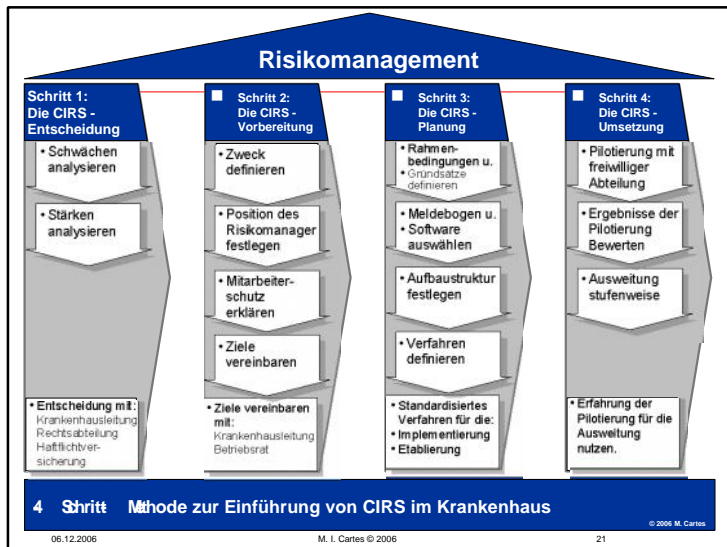 Risikomanagement
Schritt 1:
Die CIRS -
Entscheidung
• Schwächen
analysieren
• Stärken
analysieren
• Entscheidung mit:
Krankenhausleitung
Rechtsabteilung
Haftlichtver-
sicherung
■ Schritt 2:
Die CIRS -
Vorbereitung
• Zweck
definieren
• Position des
Risikomanager
festlegen
• Mitarbeiter-
schutz
erklären
• Ziele
vereinbaren
• Ziele vereinbaren
mit:
Krankenhausleitung
Betriebsrat
■ Schritt 3:
Die CIRS -
Planung
• Rahmen-
bedingungen u.
• Grundsätze
definieren
• Meldebogen u.
• Software
auswählen
• Aufbaustruktur
festlegen
• Verfahren
definieren
• Standardisiertes
Verfahren für die:
• Implementierung
• Etablierung
■ Schritt 4:
Die CIRS -
Umsetzung
• Pilotierung mit
freiwilliger
Abteilung
• Ergebnisse der
Pilotierung
Bewerten
• Ausweitung
stufenweise
• Erfahrung der
Pilotierung für die
Ausweitung
nutzen.
4 Schritt- Methode zur Einführung von CIRS im Krankenhaus
© 2006 M. Cartes
06.12.2006 M. I. Cartes © 2006 21